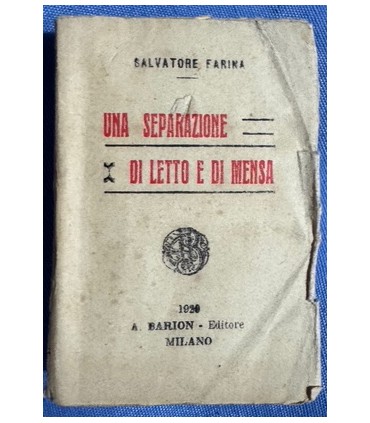 SALVATORE FARINA
UNA SEPARAZIONE
DI LETTO E DI MENSA
1920
A. BARION - Editore
MILANO